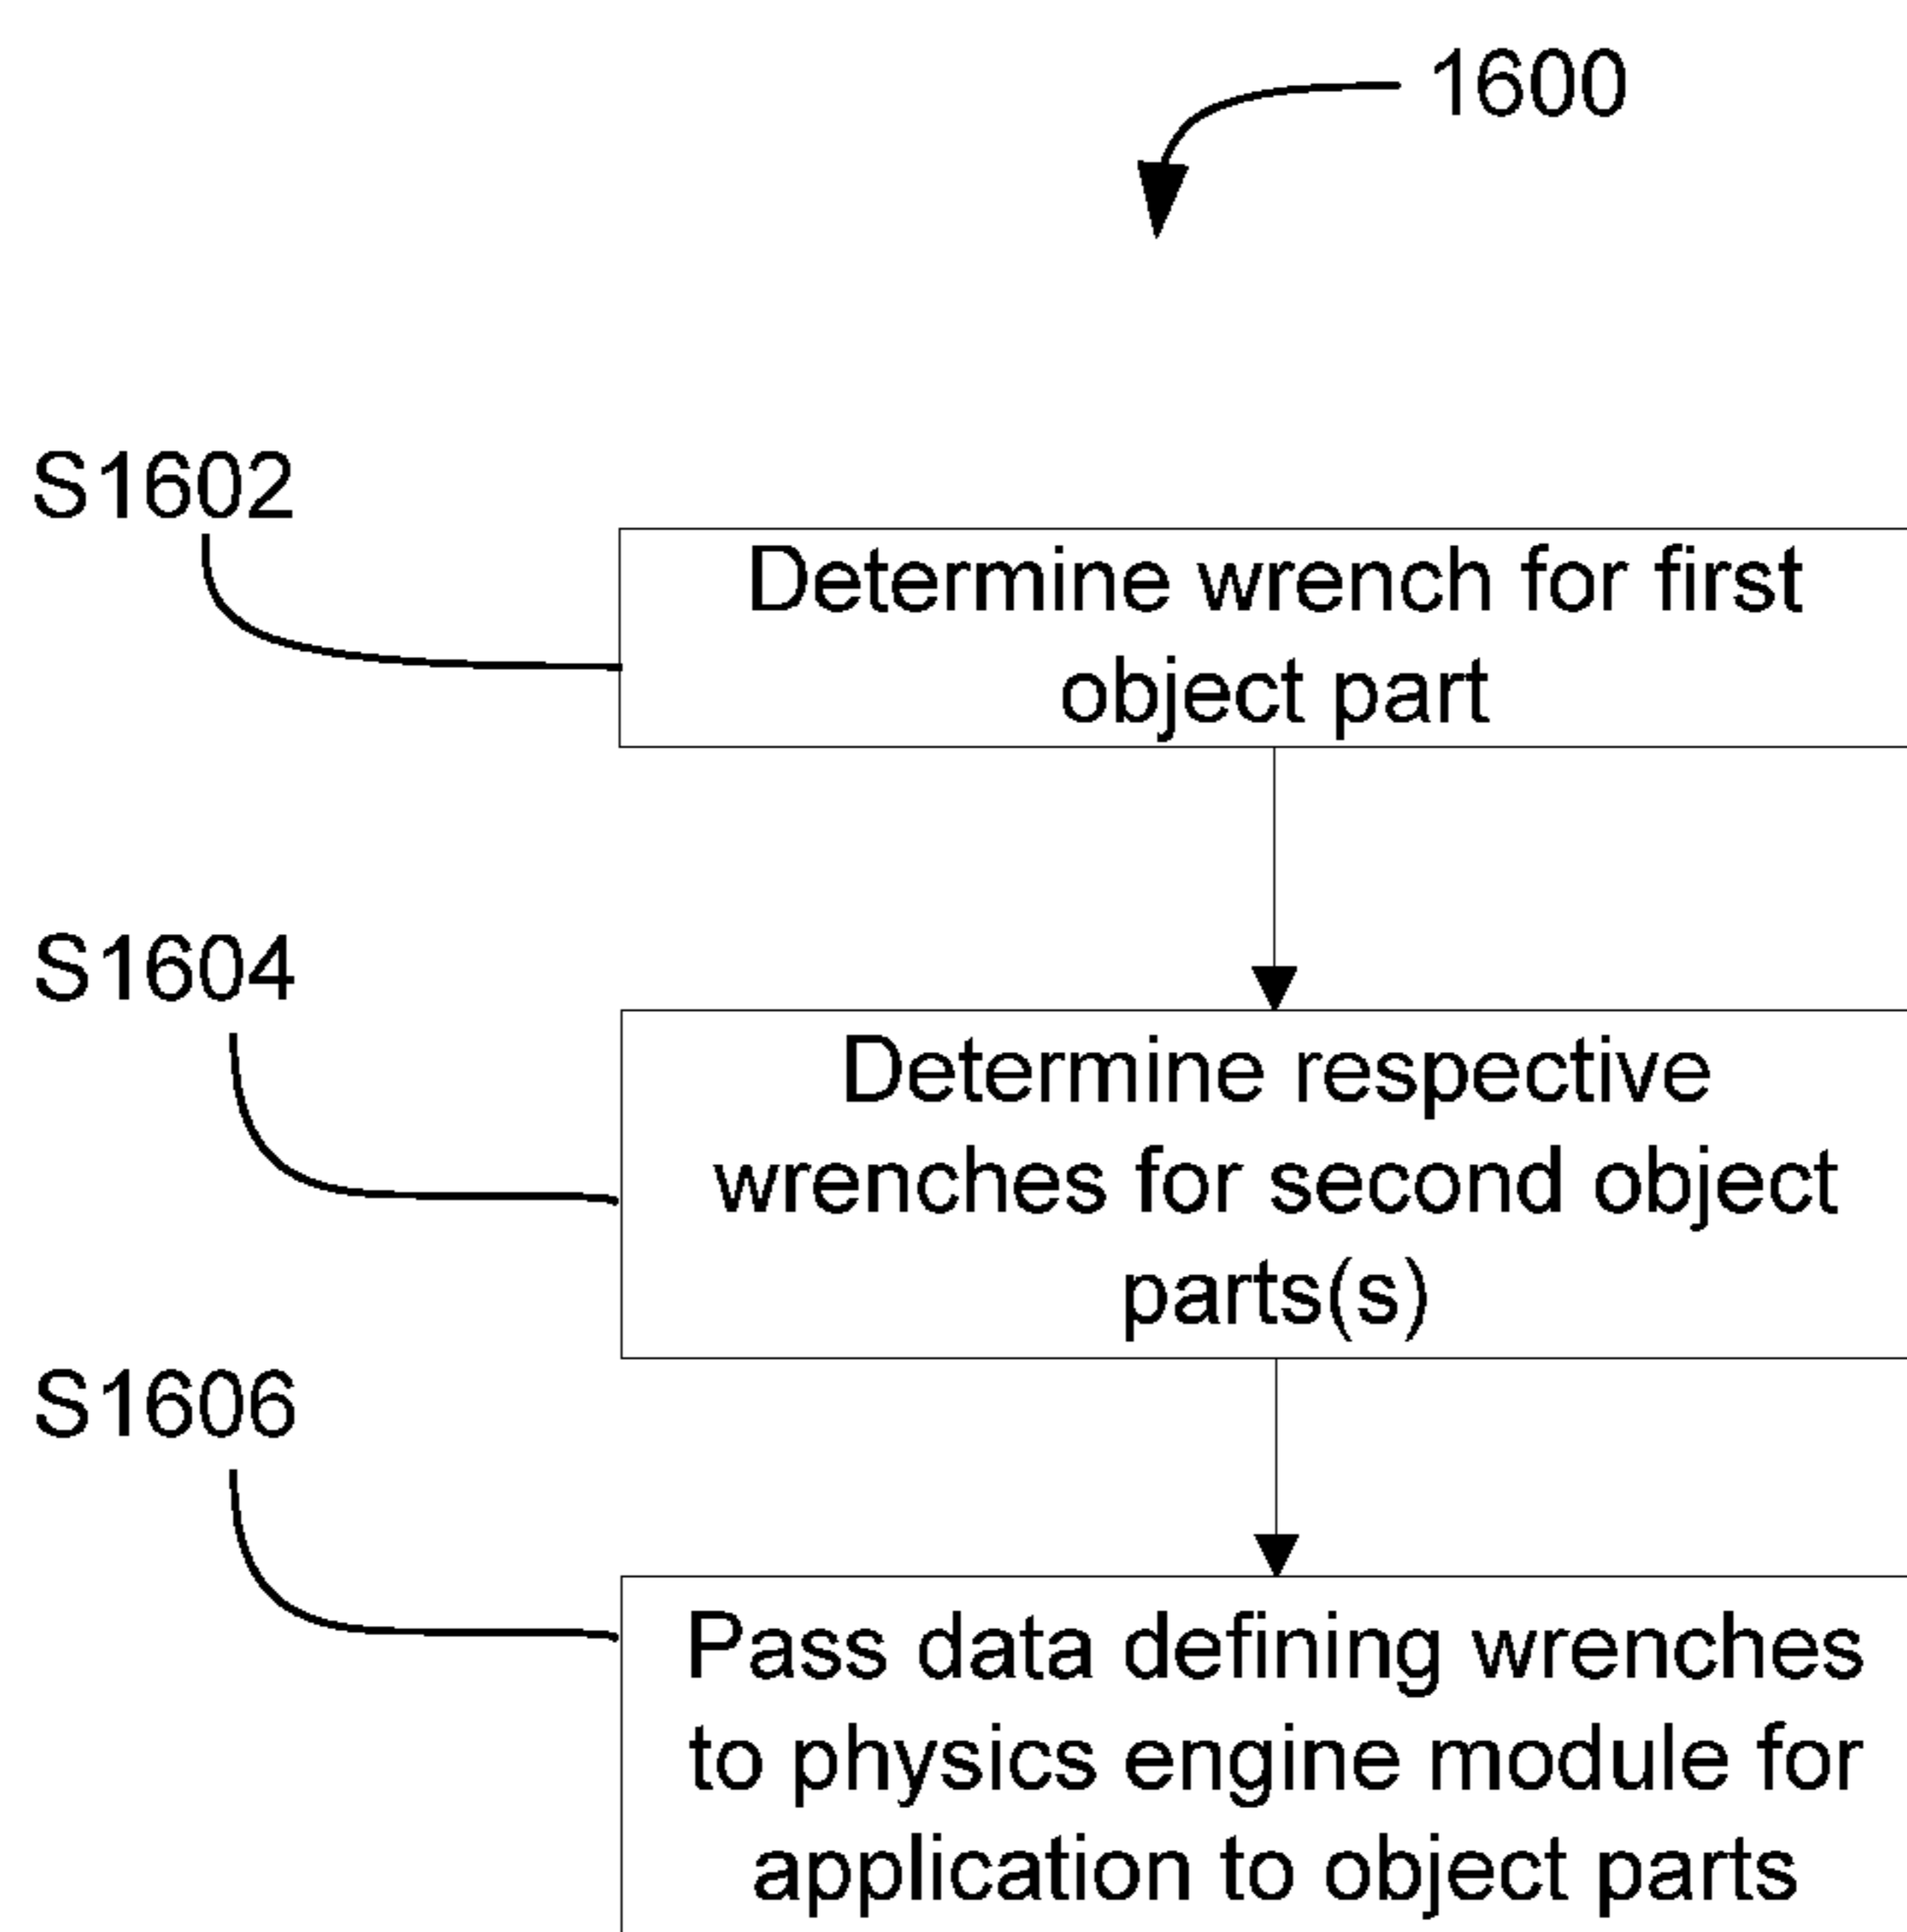 1600
S1602
Determine wrench for first
object part
S1604
Determine respective
wrenches for second object
parts(s)
S1606
Pass data defining wrenches
to physics engine module for
application to object parts